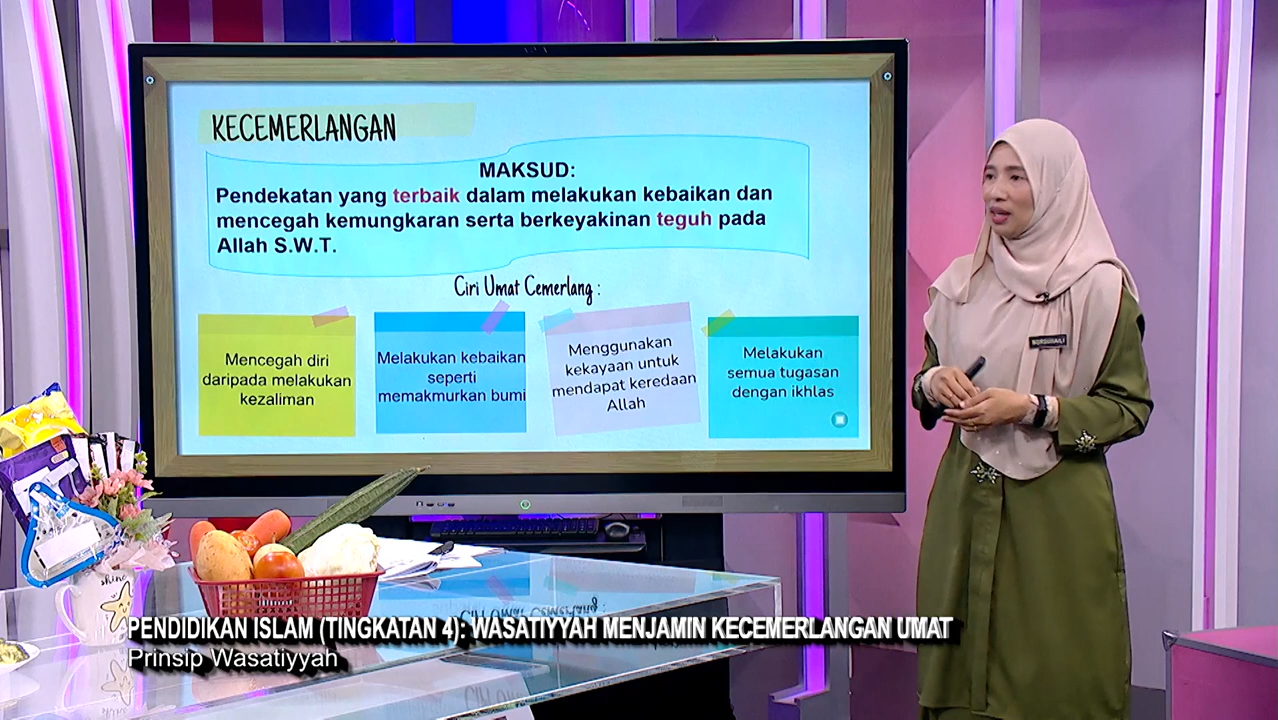 KECEMERLANGAN
MAKSUD:
Pendekatan yang terbaik dalam melakukan kebaikan dan
mencegah kemungkaran serta berkeyakinan teguh pada
Allah S.W.T.
Ciri Umat Cemerlang :
Mencegah diri
daripada melakukan
kezaliman
Melakukan kebaikan
seperti
memakmurkan bumi
Menggunakan
kekayaan untuk
mendapat keredaan
Allah
Melakukan
semua tugasan
dengan ikhlas
NORSUHAILI
shine
PENDIDIKAN ISLAM (TINGKATAN 4): WASATIYYAH MENJAMIN KECEMERLANGAN UMAT
Prinsip Wasatiyyah